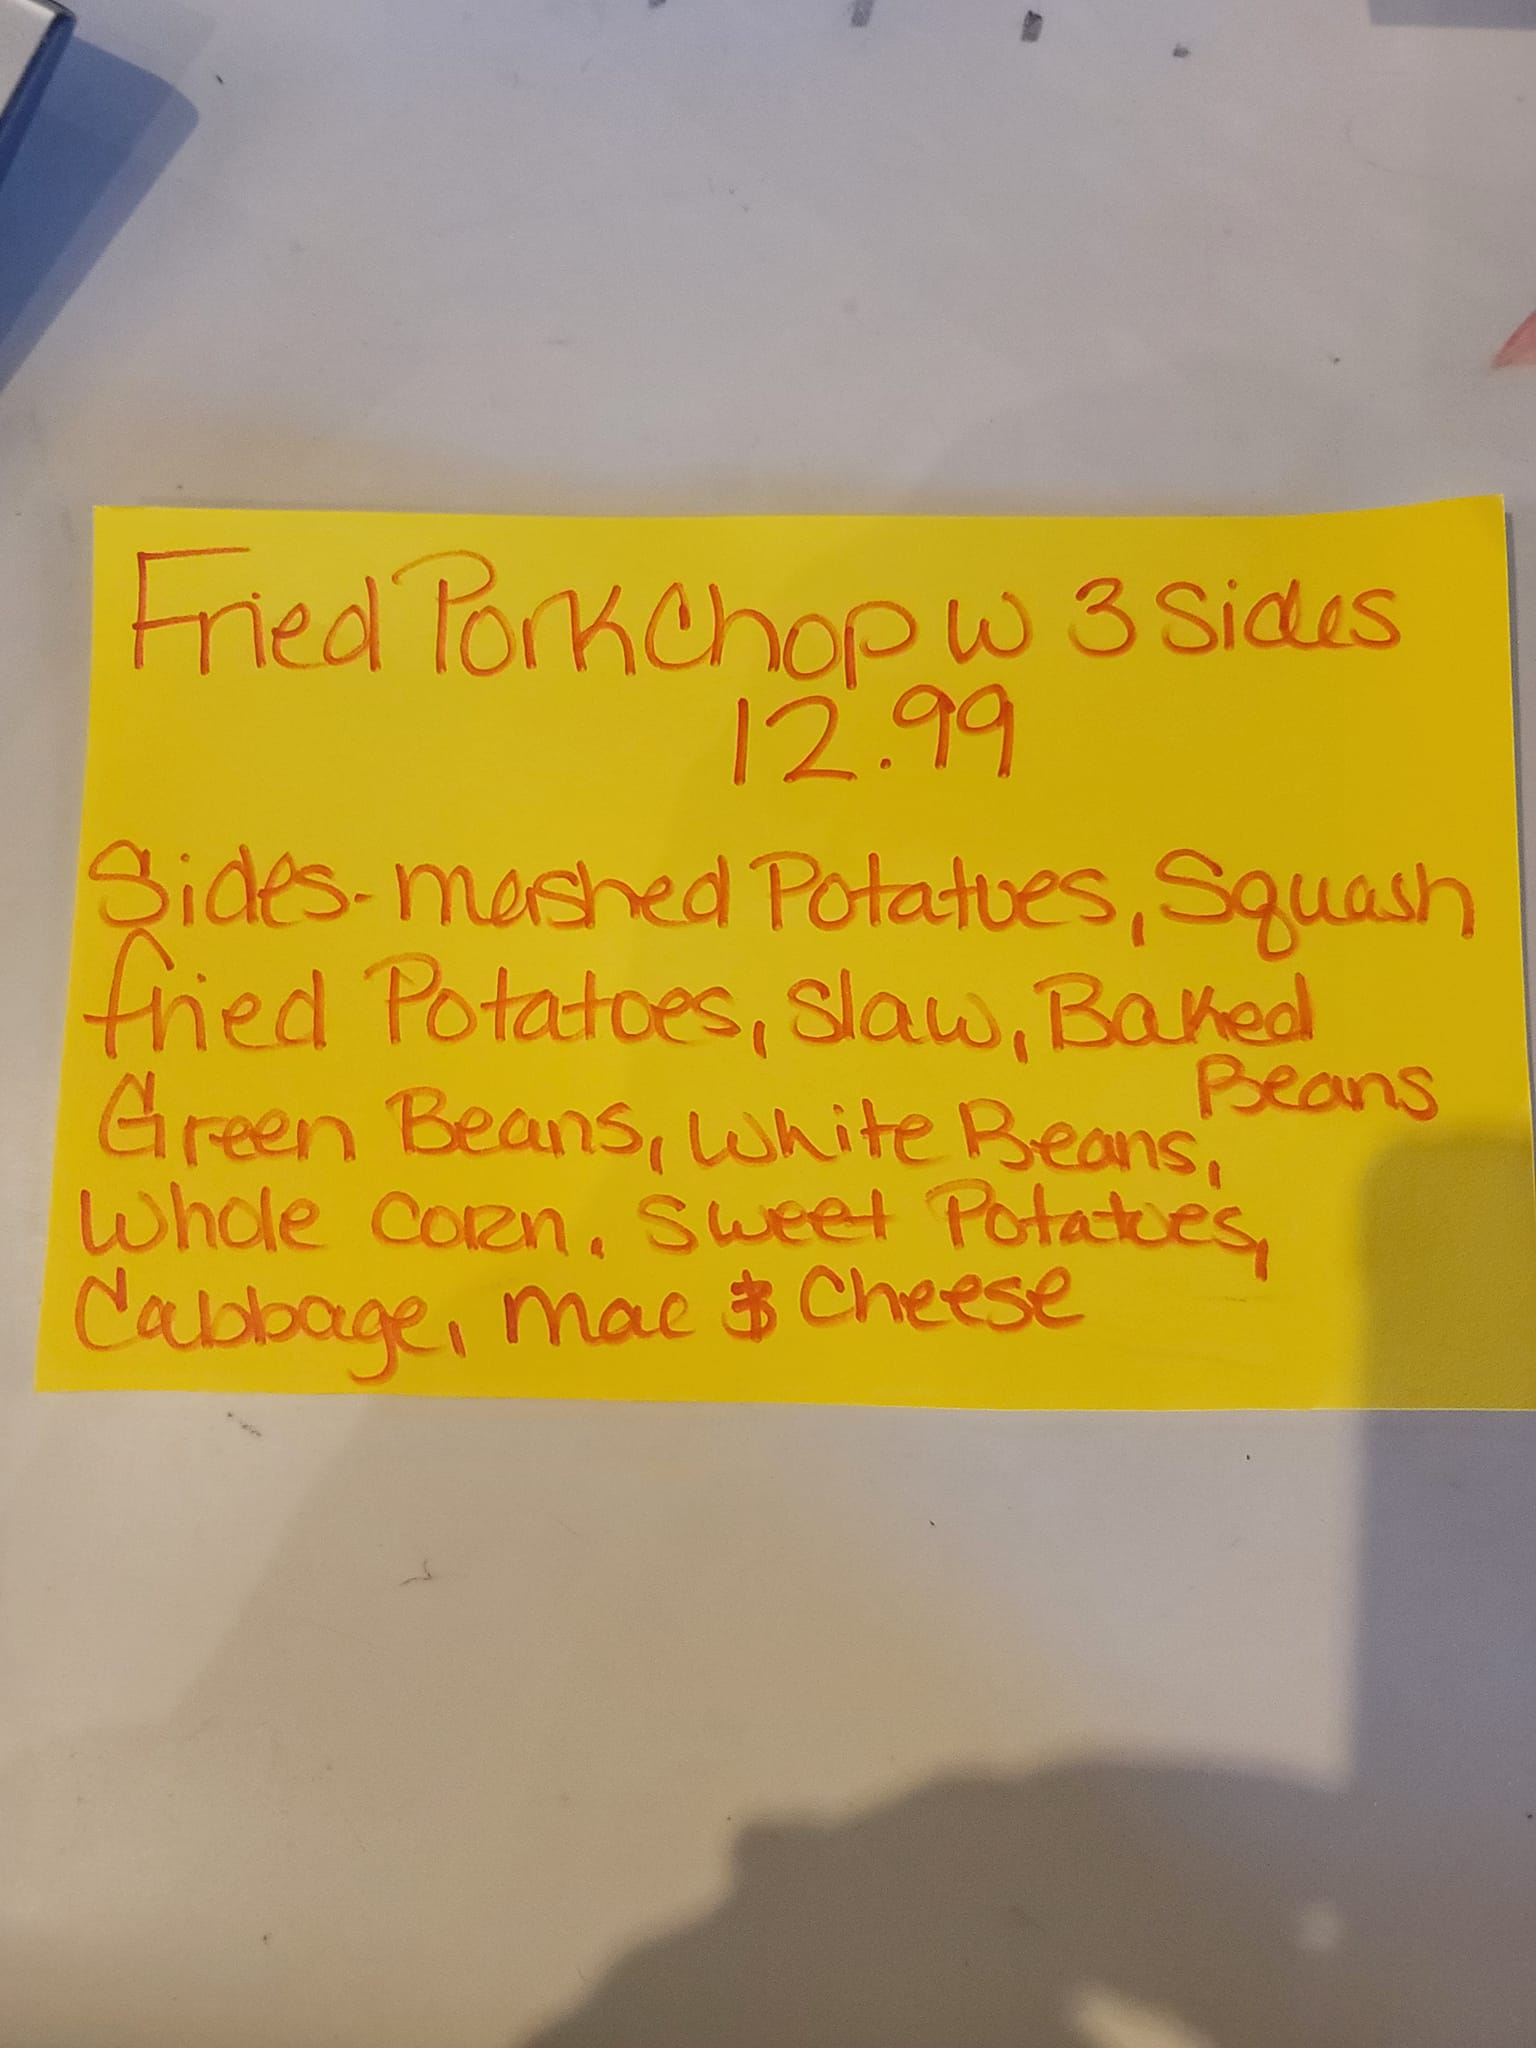 Fried Pork Chop w 3 Sides
12.99
Sides- mashed Potatoes, Squash
fried Potatoes, Slaw, Baked
Beans
Green Beans, White Beans,
Whole Corn. Sweet Potatoes,
Cabbage, Mac & Cheese